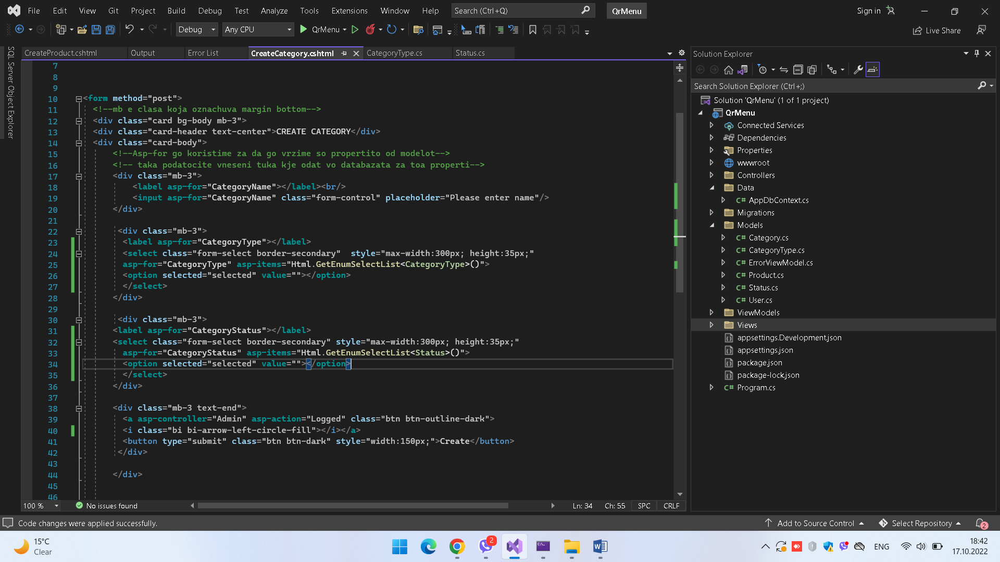 File Edit View Git Project Build Debug Test Analyze Tools Extensions Window Help Search (Ctrl+Q) QrMenu Sign in
Debug Any CPU QrMenu Live Share
SQL Server Object Explorer
CreateProduct.cshtml Output Error List CreateCategory.cshtml CategoryType.cs Status.cs
7
8
9
10 <form method="post">
11 <!--mb e clasa koja oznachuva margin bottom-->
12 <div class="card bg-body mb-3">
13 <div class="card-header text-center">CREATE CATEGORY</div>
14 <div class="card-body">
15 <!--Asp-for go koristime za da go vrzime so propertito od modelot-->
16 <!-- taka podatocite vneseni tuka kje odat vo databazata za toa properti-->
17 <div class="mb-3">
18 <label asp-for="CategoryName"></label><br/>
19 <input asp-for="CategoryName" class="form-control" placeholder="Please enter name"/>
20 </div>
21
22 <div class="mb-3">
23 <label asp-for="CategoryType"></label>
24 <select class="form-select border-secondary"  style="max-width:300px; height:35px;"
25 asp-for="CategoryType" asp-items="Html.GetEnumSelectList<CategoryType>()">
26 <option selected="selected" value=""></option>
27 </select>
28 </div>
29
30 <div class="mb-3">
31 <label asp-for="CategoryStatus"></label>
32 <select class="form-select border-secondary" style="max-width:300px; height:35px;"
33 asp-for="CategoryStatus" asp-items="Html.GetEnumSelectList<Status>()">
34 <option selected="selected" value=""></option>
35 </select>
36 </div>
37
38 <div class="mb-3 text-end">
39 <a asp-controller="Admin" asp-action="Logged" class="btn btn-outline-dark">
40 <i class="bi bi-arrow-left-circle-fill"></i></a>
41 <button type="submit" class="btn btn-dark" style="width:150px;">Create</button>
42 </div>
43
44 </div>
45
46
100 % No issues found Ln: 34 Ch: 55 SPC CRLF
Solution Explorer
Search Solution Explorer (Ctrl+;)
Solution 'QrMenu' (1 of 1 project)
QrMenu
Connected Services
Dependencies
Properties
wwwroot
Controllers
Data
C# AppDbContext.cs
Migrations
Models
C# Category.cs
C# CategoryType.cs
C# ErrorViewModel.cs
C# Product.cs
C# Status.cs
C# User.cs
ViewModels
Views
appsettings.Development.json
appsettings.json
package.json
package-lock.json
C# Program.cs
Code changes were applied successfully. Add to Source Control Select Repository 2
15°C
Clear
2
ENG
18:42
17.10.2022